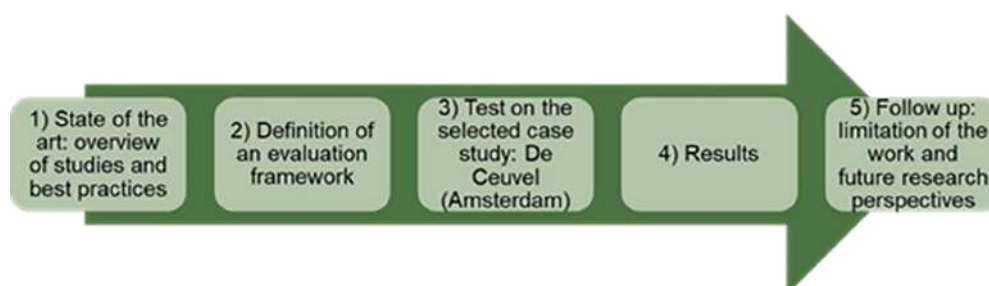 1) State of the
art: overview
of studies and
best practices
2) Definition of
an evaluation
framework
3) Test on the
selected case
study: De
Ceuvel
(Amsterdam)
4) Results
5) Follow up:
limitation of the
work and
future research
perspectives